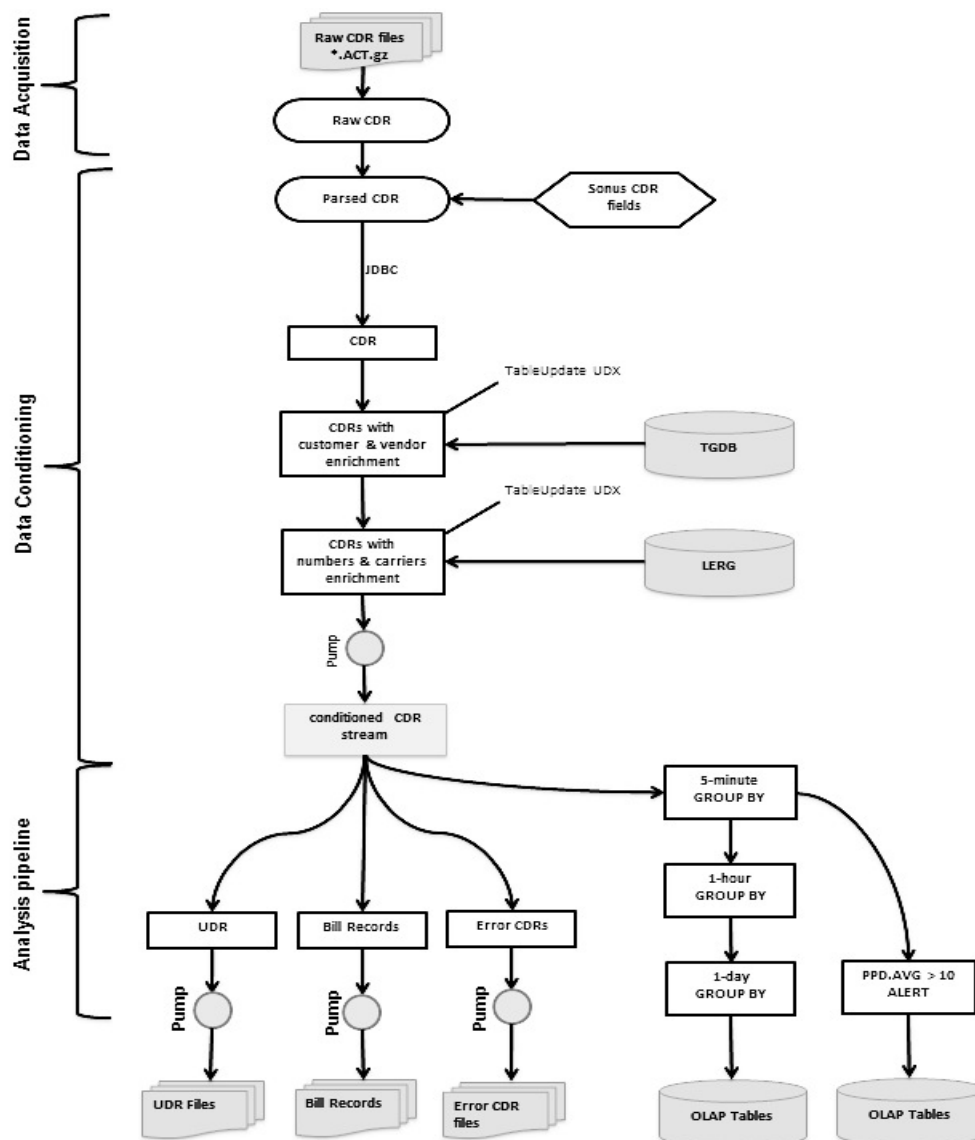 Data Acquisition
Raw CDR files
*.ACT.gz
Raw CDR
Data Conditioning
Parsed CDR
Sonus CDR
fields
JDBC
CDR
TableUpdate UDX
CDRs with
customer & vendor
enrichment
TGDB
TableUpdate UDX
CDRs with
numbers & carriers
enrichment
LERG
Pump
conditioned CDR
stream
Analysis pipeline
5-minute
GROUP BY
1-hour
GROUP BY
UDR
Bill Records
Error CDRs
1-day
GROUP BY
PPD.AVG > 10
ALERT
Pump
Pump
Pump
UDR Files
Bill Records
Error CDR
files
OLAP Tables
OLAP Tables